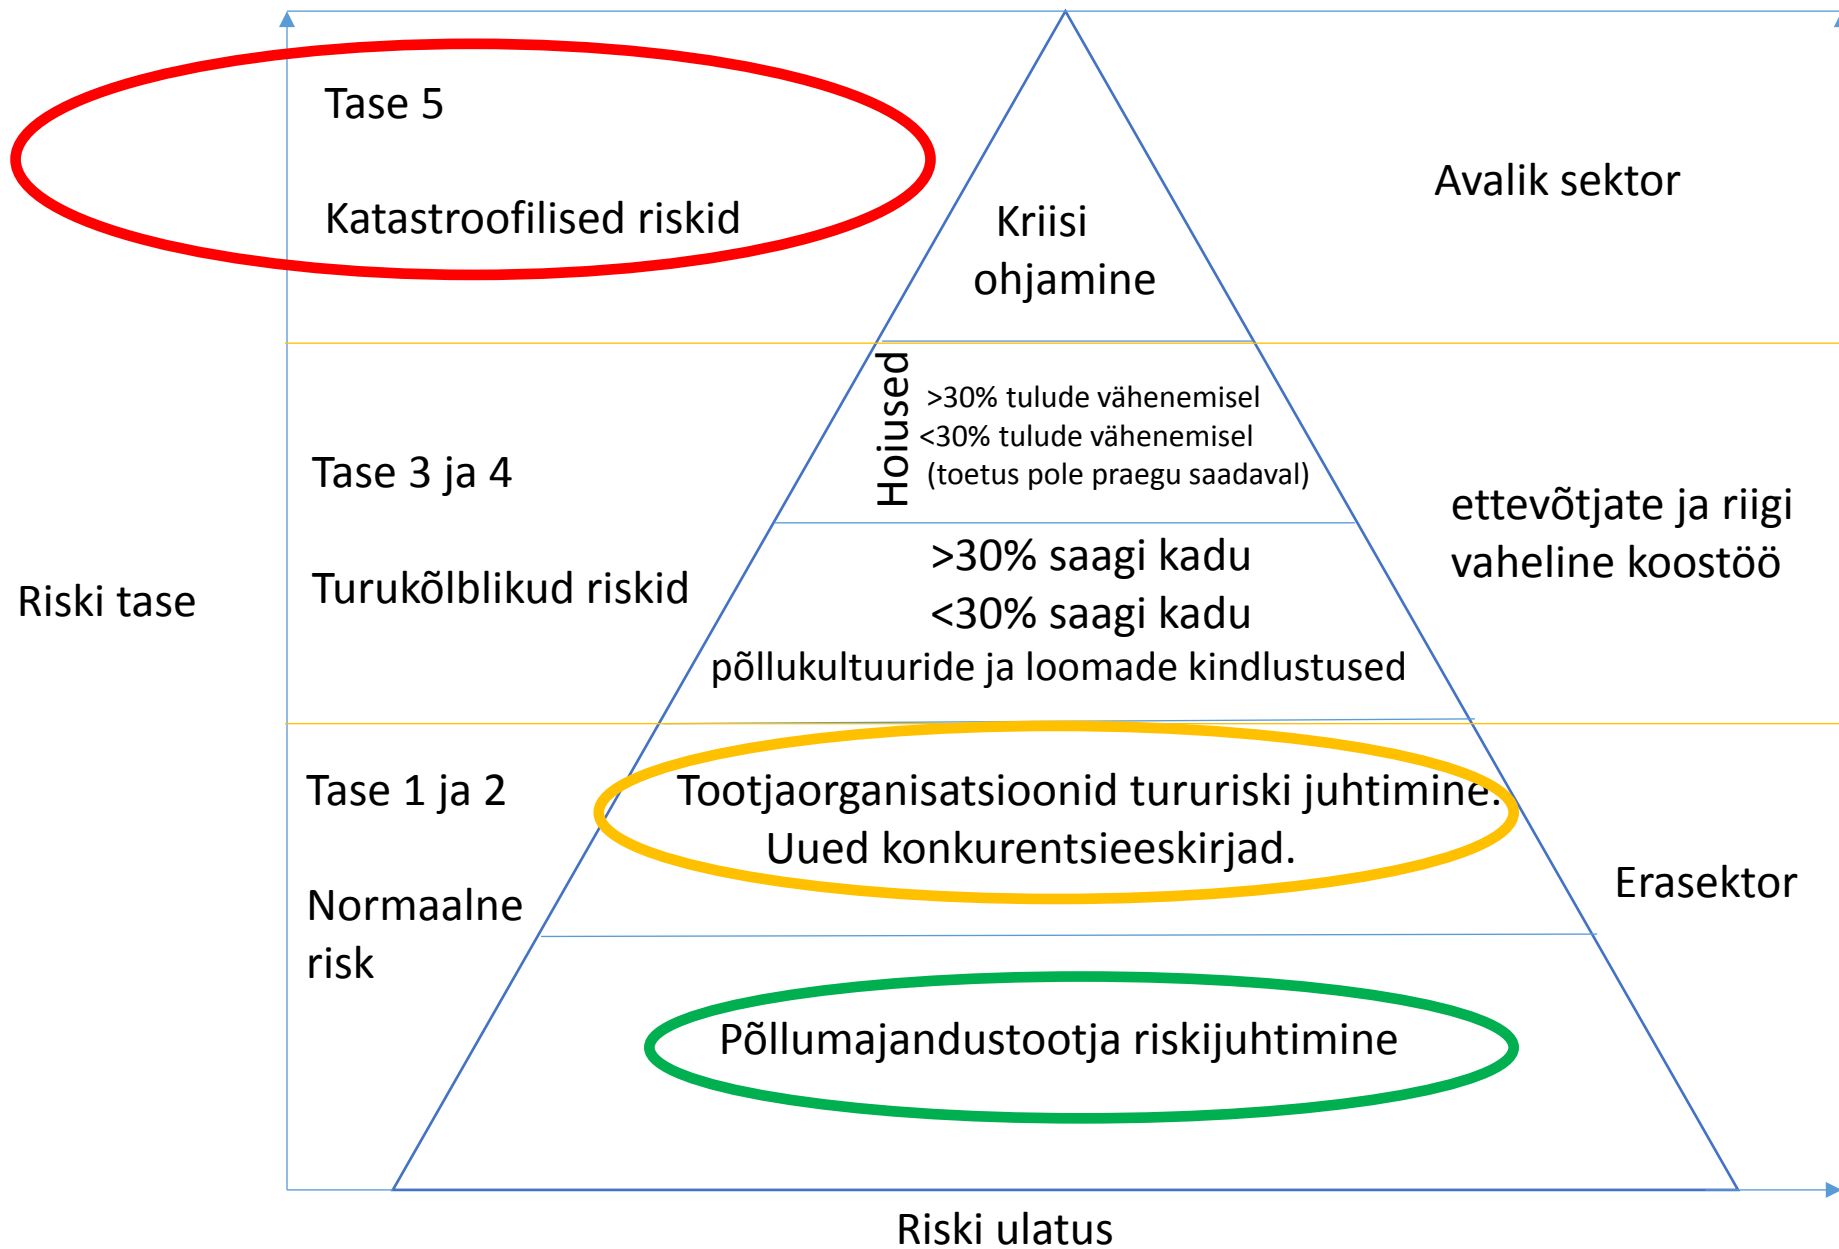 Tase 5
Katastroofilised riskid
Kriisi
ohjamine
Avalik sektor
Riski tase
Tase 3 ja 4
Turukõlblikud riskid
Hoiused
>30% tulude vähenemisel
<30% tulude vähenemisel
(toetus pole praegu saadaval)
>30% saagi kadu
<30% saagi kadu
põllukultuuride ja loomade kindlustused
ettevõtjate ja riigi
vaheline koostöö
Tase 1 ja 2
Normaalne
risk
Tootjaorganisatsioonid tururiski juhtimine.
Uued konkurentsieeskirjad.
Erasektor
Põllumajandustootja riskijuhtimine
Riski ulatus